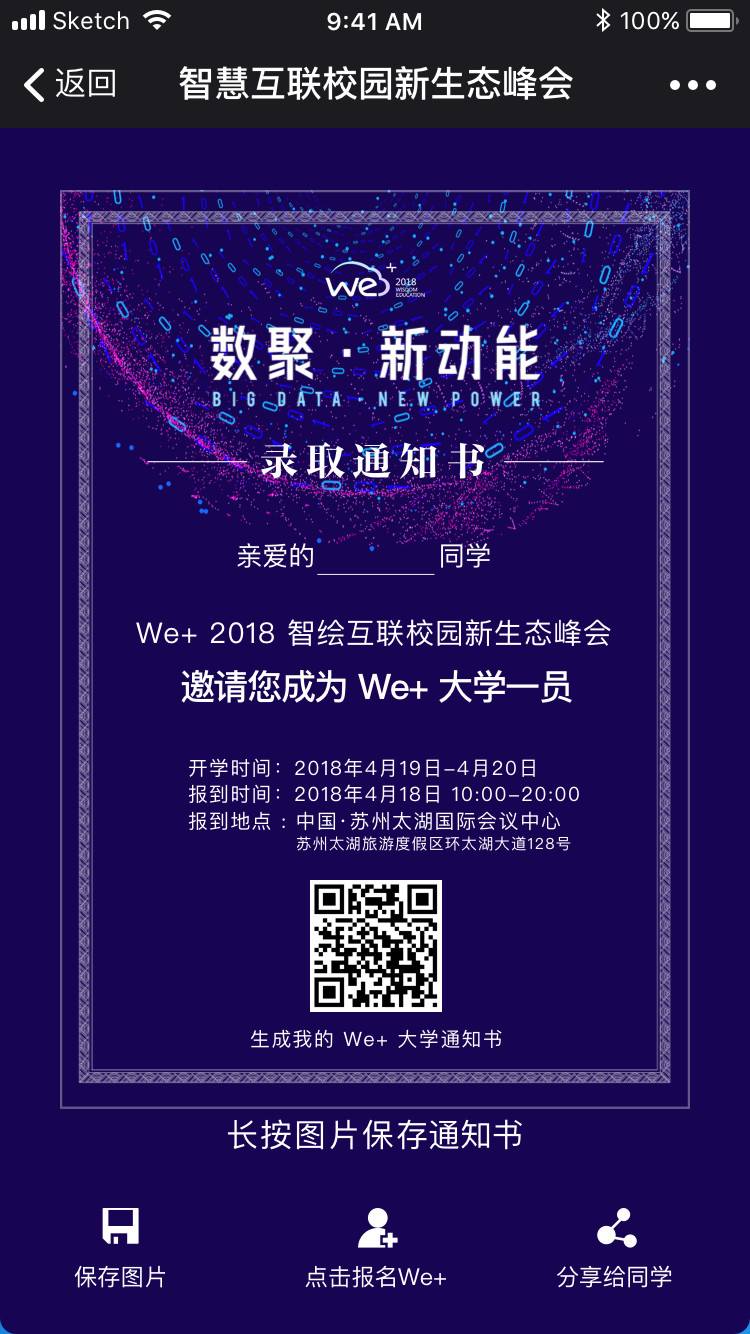 Sketch 9:41 AM 100%
返回 智慧互联校园新生态峰会
We+ 2018 WISDOM EDUCATION
数聚·新动能
BIG DATA · NEW POWER
录取通知书
亲爱的________同学
We+ 2018 智绘互联校园新生态峰会
邀请您成为 We+ 大学一员
开学时间：2018年4月19日-4月20日
报到时间：2018年4月18日 10:00-20:00
报到地点：中国·苏州太湖国际会议中心
苏州太湖旅游度假区环太湖大道128号
生成我的 We+ 大学通知书
长按图片保存通知书
保存图片 点击报名We+ 分享给同学